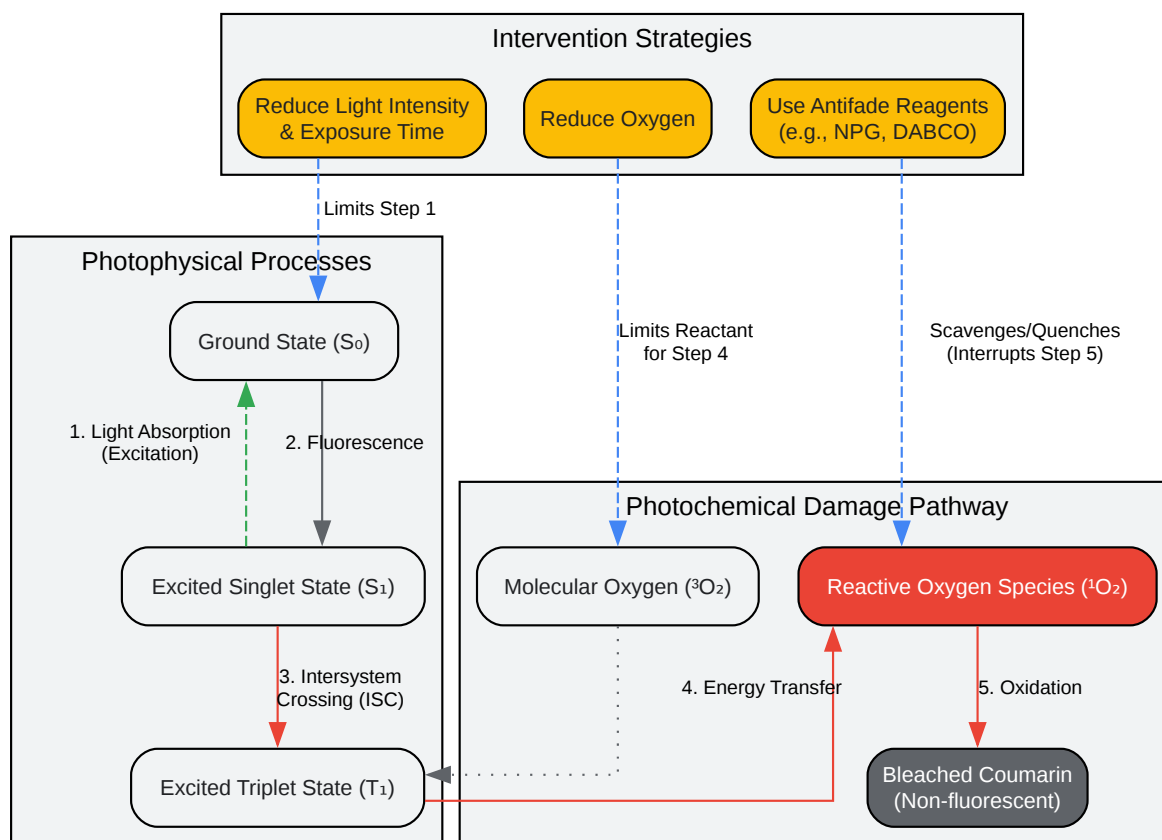 Intervention Strategies
Reduce Light Intensity
& Exposure Time
Reduce Oxygen
Use Antifade Reagents
(e.g., NPG, DABCO)
Limits Step 1
Photophysical Processes
Ground State (S₀)
Limits Reactant
for Step 4
Scavenges/Quenches
(Interrupts Step 5)
1. Light Absorption
(Excitation)
2. Fluorescence
Photochemical Damage Pathway
Excited Singlet State (S₁)
Molecular Oxygen (³O₂)
Reactive Oxygen Species (¹O₂)
3. Intersystem
Crossing (ISC)
4. Energy Transfer
5. Oxidation
Excited Triplet State (T₁)
Bleached Coumarin
(Non-fluorescent)